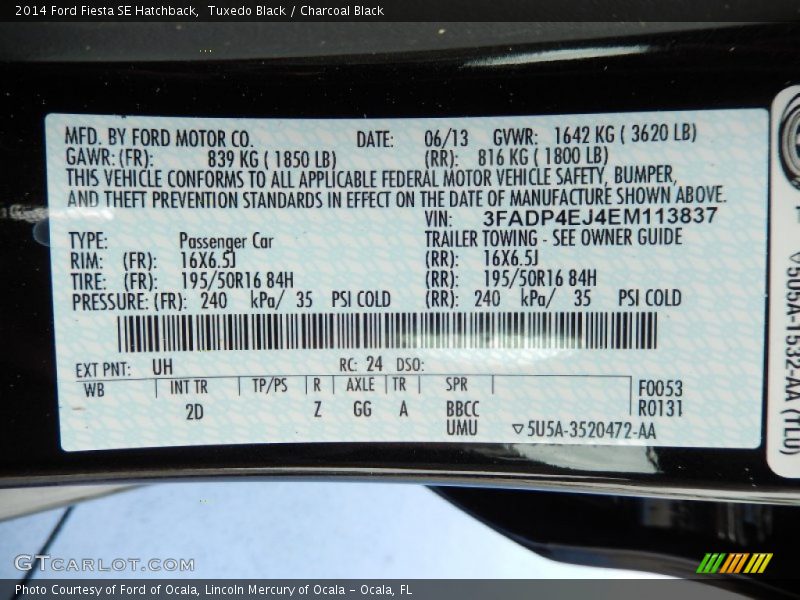 2014 Ford Fiesta SE Hatchback,  Tuxedo Black / Charcoal Black
MFD. BY FORD MOTOR CO. DATE: 06/13 GVWR: 1642 KG ( 3620 LB)
GAWR: (FR): 839 KG ( 1850 LB) (RR): 816 KG ( 1800 LB)
THIS VEHICLE CONFORMS TO ALL APPLICABLE FEDERAL MOTOR VEHICLE SAFETY, BUMPER,
AND THEFT PREVENTION STANDARDS IN EFFECT ON THE DATE OF MANUFACTURE SHOWN ABOVE.
VIN: 3FADP4EJ4EM113837
TYPE: Passenger Car TRAILER TOWING - SEE OWNER GUIDE
RIM: (FR): 16X6.5J (RR): 16X6.5J
TIRE: (FR): 195/50R16 84H (RR): 195/50R16 84H
PRESSURE: (FR): 240 kPa/ 35 PSI COLD (RR): 240 kPa/ 35 PSI COLD
EXT PNT: UH RC: 24 DSO:
WB INT TR TP/PS R AXLE TR SPR F0053
2D Z GG A BBCC R0131
UMU ▽5U5A-3520472-AA
▽5U5A-1532-AA (TLU)
GTCARLOT.COM
Photo Courtesy of Ford of Ocala, Lincoln Mercury of Ocala - Ocala, FL